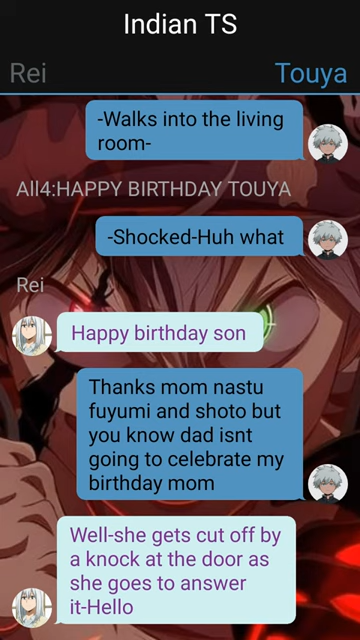 Indian TS
Rei
Touya
-Walks into the living
room-
All4:HAPPY BIRTHDAY TOUYA
-Shocked-Huh what
Rei
Happy birthday son
Thanks mom nastu
fuyumi and shoto but
you know dad isnt
going to celebrate my
birthday mom
Well-she gets cut off by
a knock at the door as
she goes to answer
it-Hello